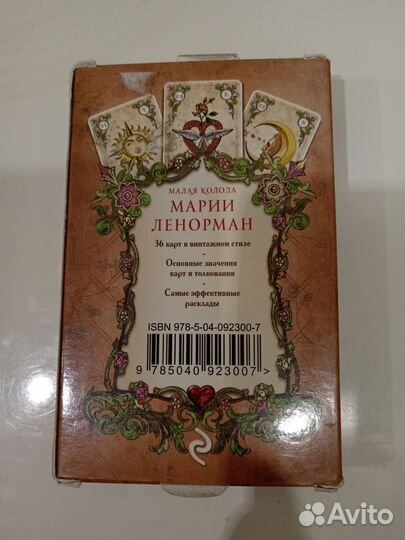 МАЛАЯ КОЛОДА
МАРИИ
ЛЕНОРМАН
36 карт в винтажном стиле
-
Основные значения
карт и толкования
-
Самые эффективные
расклады
ISBN 978-5-04-092300-7
9 785040 923007 >
Avito